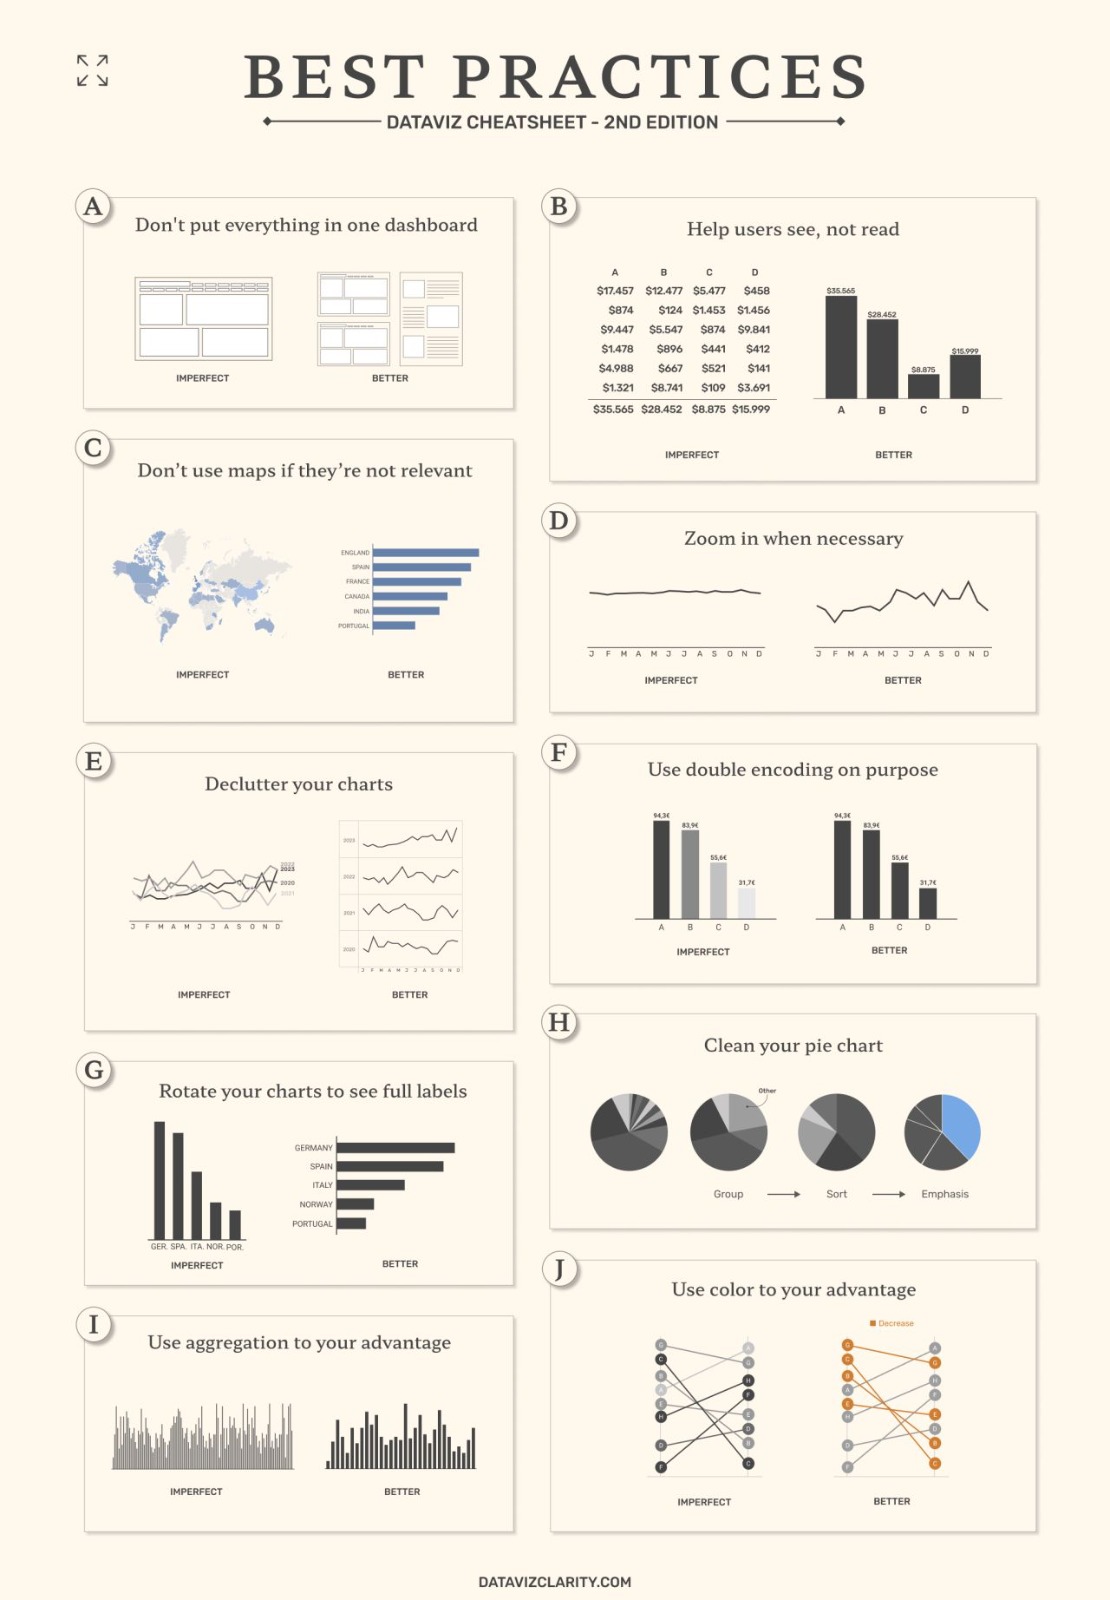 BEST PRACTICES
DATAVIZ CHEATSHEET - 2ND EDITION
A
Don't put everything in one dashboard
IMPERFECT
BETTER
B
Help users see, not read
A B C D
$17.457 $12.477 $5.477 $458
$874 $124 $1.453 $1.456
$9.447 $5.547 $874 $9.841
$1.478 $896 $441 $412
$4.988 $667 $521 $141
$1.321 $8.741 $109 $3.691
$35.565 $28.452 $8.875 $15.999
IMPERFECT
$35.565
$28.452
$8.875
$15.999
A B C D
BETTER
C
Don’t use maps if they’re not relevant
IMPERFECT
ENGLAND
SPAIN
FRANCE
CANADA
INDIA
PORTUGAL
BETTER
D
Zoom in when necessary
J F M A M J J A S O N D
IMPERFECT
J F M A M J J A S O N D
BETTER
E
Declutter your charts
2022
2023
2020
2021
J F M A M J J A S O N D
IMPERFECT
2023
2022
2021
2020
J F M A M J J A S O N D
BETTER
F
Use double encoding on purpose
94,3€
83,9€
55,6€
31,7€
A B C D
IMPERFECT
94,3€
83,9€
55,6€
31,7€
A B C D
BETTER
G
Rotate your charts to see full labels
GER. SPA. ITA. NOR. POR.
IMPERFECT
GERMANY
SPAIN
ITALY
NORWAY
PORTUGAL
BETTER
H
Clean your pie chart
Other
Group Sort Emphasis
I
Use aggregation to your advantage
IMPERFECT
BETTER
J
Use color to your advantage
G A
C G
B H
A F
E E
H D
D B
F C
IMPERFECT
Decrease
G A
C G
B H
A F
E E
H D
D B
F C
BETTER
DATAVIZCLARITY.COM